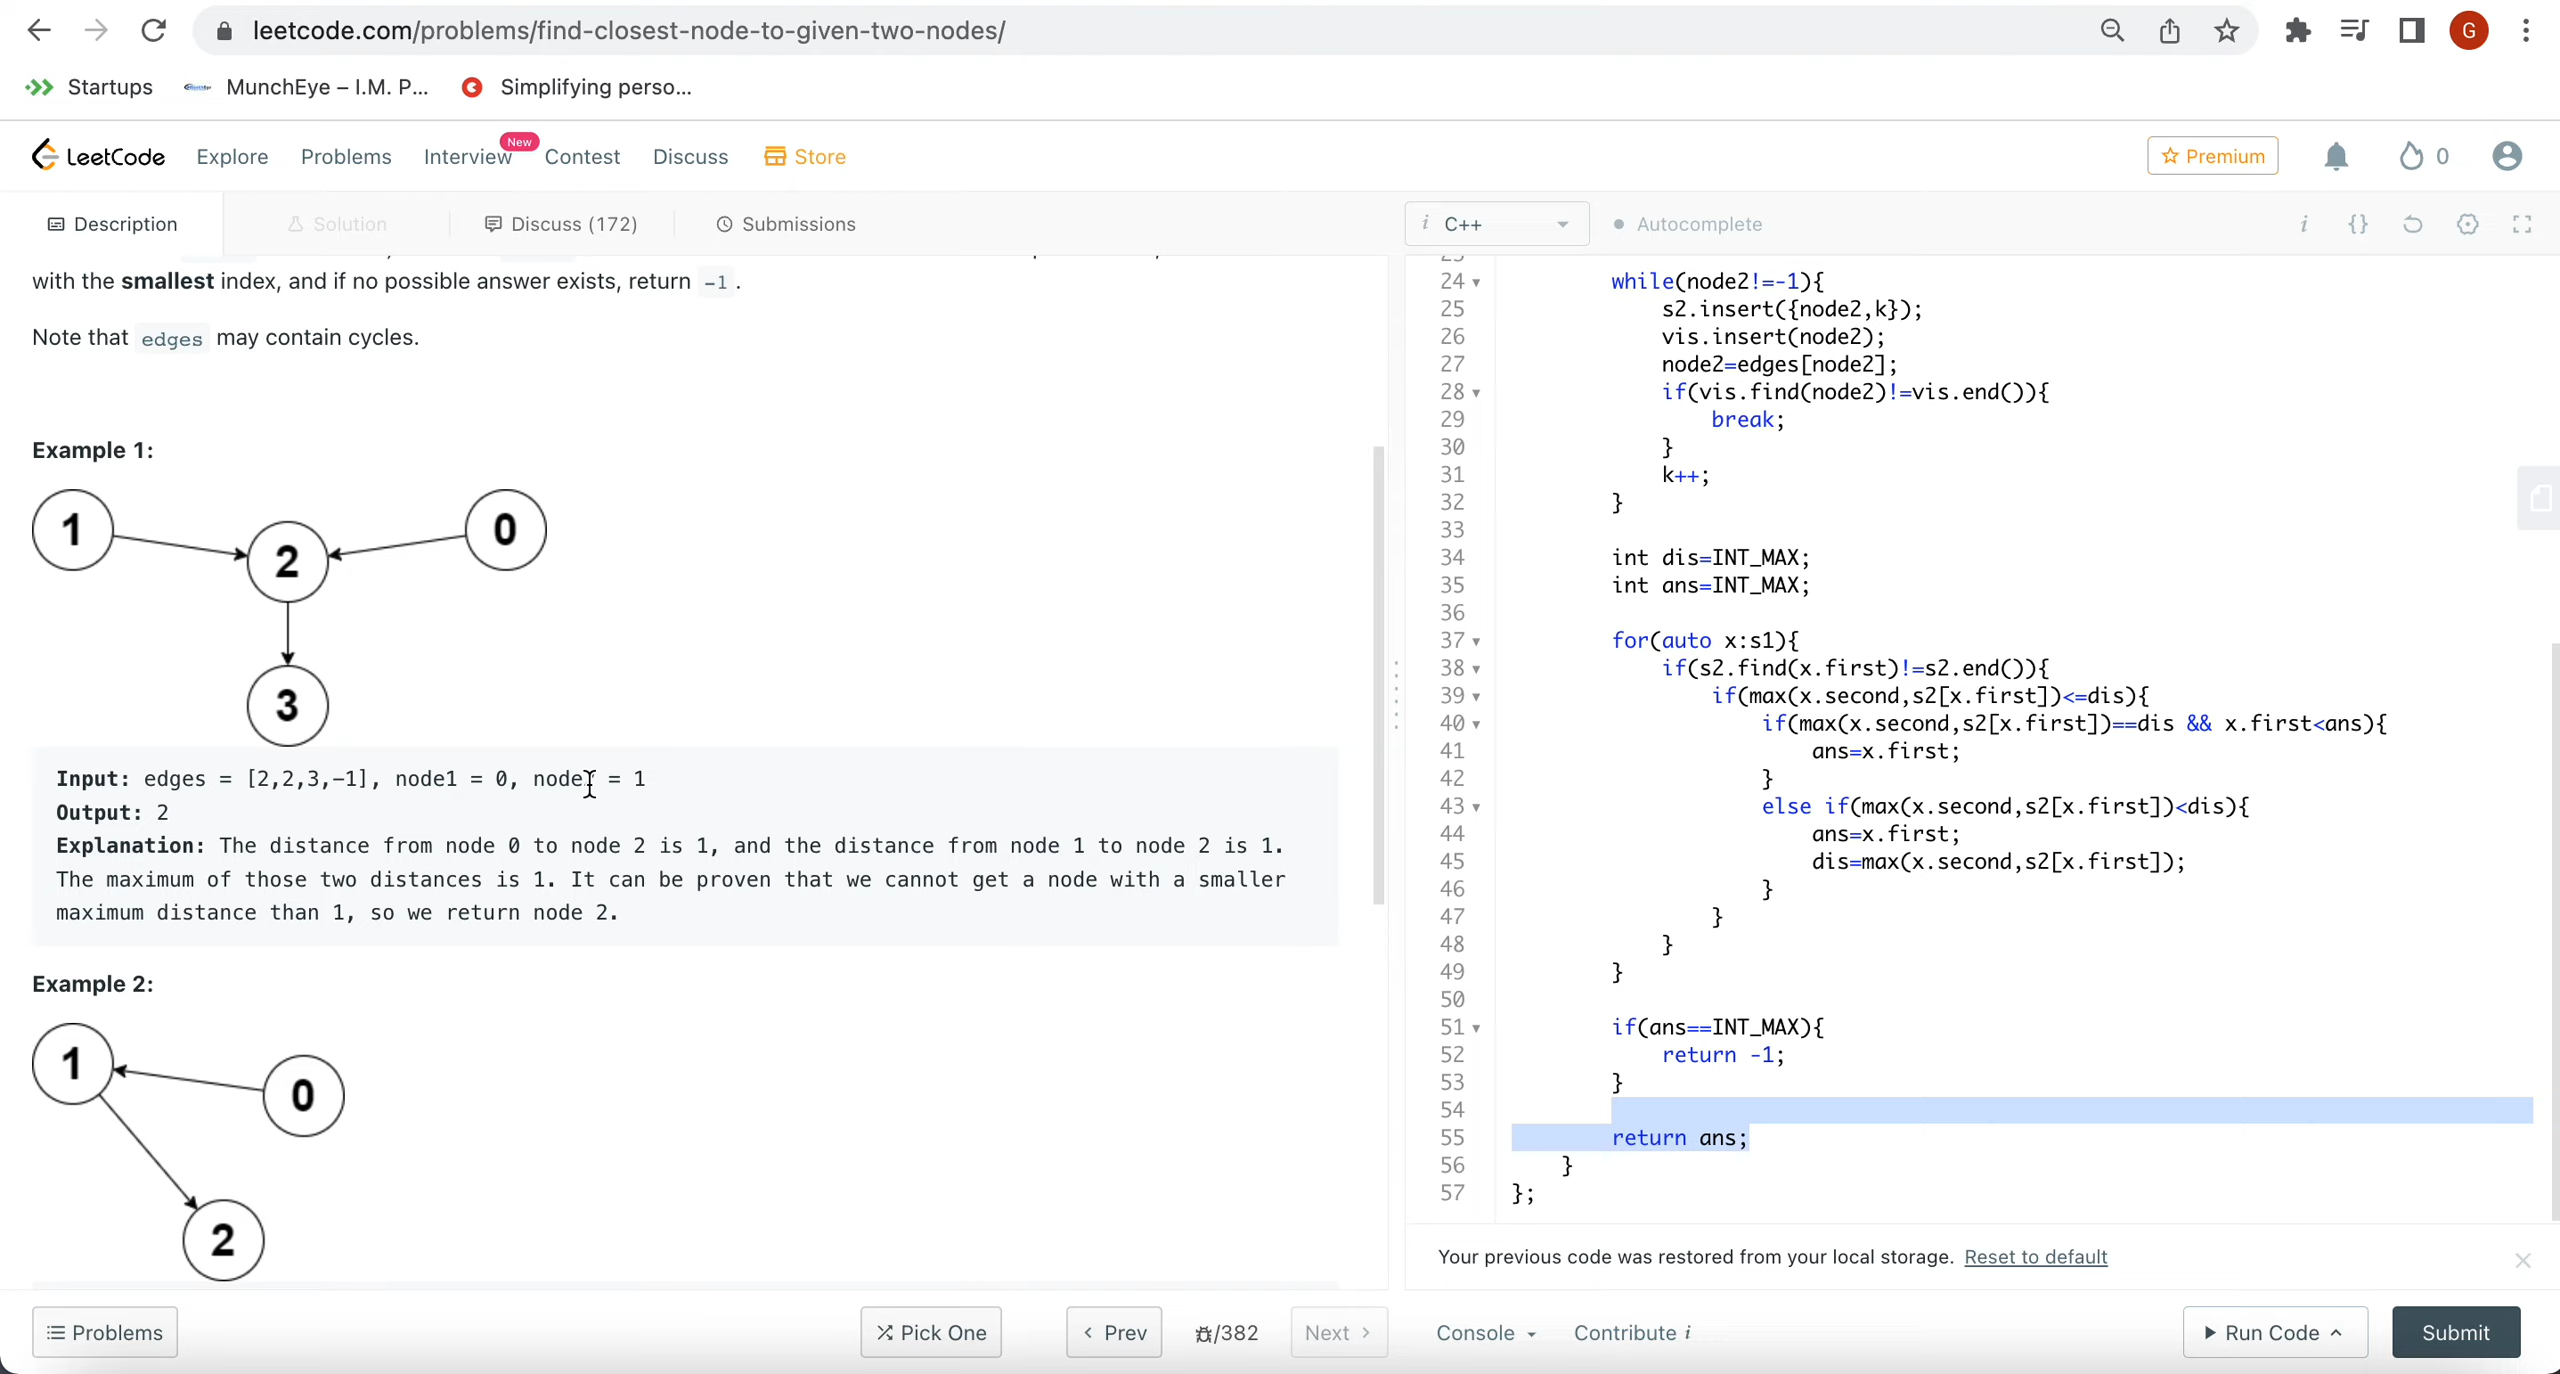 leetcode.com/problems/find-closest-node-to-given-two-nodes/
G
Startups MunchEye – I.M. P... Simplifying perso...
LeetCode Explore Problems Interview New Contest Discuss Store
Premium 0
Description Solution Discuss (172) Submissions
with the smallest index, and if no possible answer exists, return -1.
Note that edges may contain cycles.
Example 1:
1
0
2
3
Input: edges = [2,2,3,-1], node1 = 0, node = 1
Output: 2
Explanation: The distance from node 0 to node 2 is 1, and the distance from node 1 to node 2 is 1.
The maximum of those two distances is 1. It can be proven that we cannot get a node with a smaller
maximum distance than 1, so we return node 2.
Example 2:
1
0
2
Problems Pick One < Prev /382 Next >
i C++ Autocomplete i {}
24 while(node2!=-1){
25 s2.insert({node2,k});
26 vis.insert(node2);
27 node2=edges[node2];
28 if(vis.find(node2)!=vis.end()){
29 break;
30 }
31 k++;
32 }
33
34 int dis=INT_MAX;
35 int ans=INT_MAX;
36
37 for(auto x:s1){
38 if(s2.find(x.first)!=s2.end()){
39 if(max(x.second,s2[x.first])<=dis){
40 if(max(x.second,s2[x.first])==dis && x.first<ans){
41 ans=x.first;
42 }
43 else if(max(x.second,s2[x.first])<dis){
44 ans=x.first;
45 dis=max(x.second,s2[x.first]);
46 }
47 }
48 }
49 }
50
51 if(ans==INT_MAX){
52 return -1;
53 }
54
55 return ans;
56 }
57 };
Your previous code was restored from your local storage. Reset to default
Console Contribute i Run Code Submit